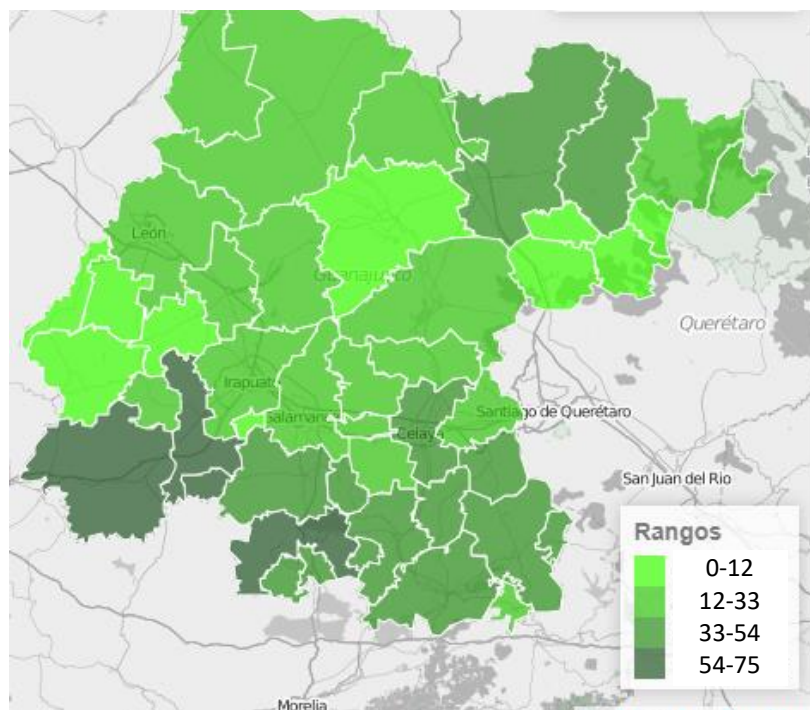 León
Guanajuato
Querétaro
Irapuato
Salamanca
Santiago de Querétaro
Celaya
San Juan del Rio
Rangos
0-12
12-33
33-54
54-75
Morelia